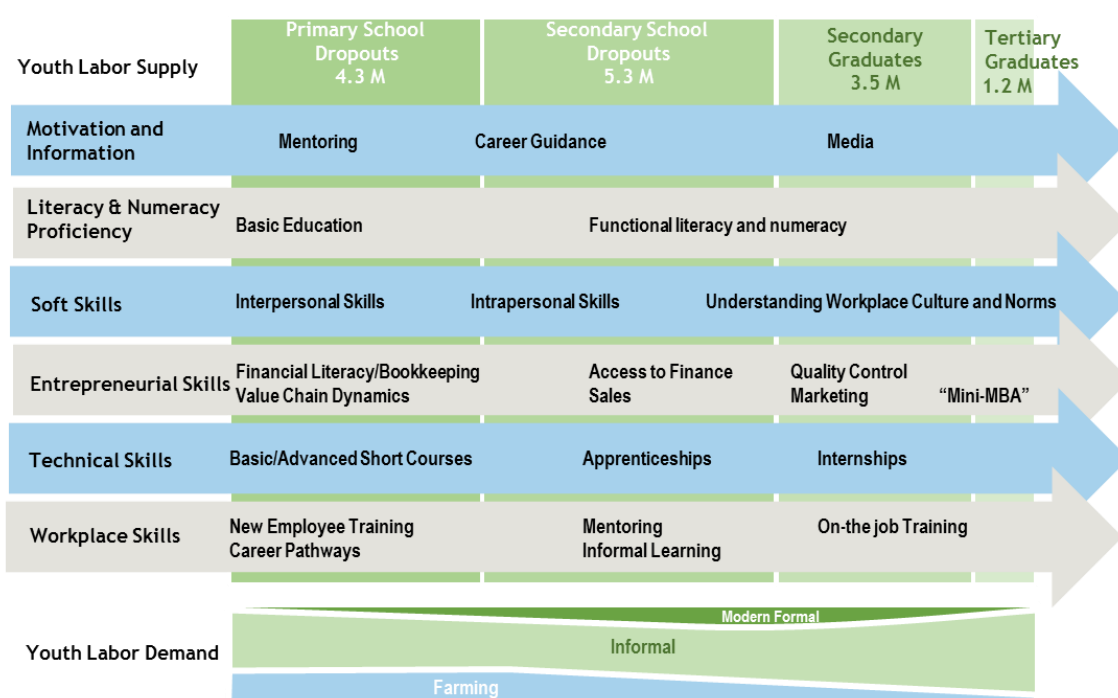 Youth Labor Supply
Primary School
Dropouts
4.3 M
Secondary School
Dropouts
5.3 M
Secondary
Graduates
3.5 M
Tertiary
Graduates
1.2 M
Motivation and
Information
Mentoring
Career Guidance
Media
Literacy & Numeracy
Proficiency
Basic Education
Functional literacy and numeracy
Soft Skills
Interpersonal Skills
Intrapersonal Skills
Understanding Workplace Culture and Norms
Entrepreneurial Skills
Financial Literacy/Bookkeeping
Value Chain Dynamics
Access to Finance
Sales
Quality Control
Marketing
“Mini-MBA”
Technical Skills
Basic/Advanced Short Courses
Apprenticeships
Internships
Workplace Skills
New Employee Training
Career Pathways
Mentoring
Informal Learning
On-the job Training
Youth Labor Demand
Modern Formal
Informal
Farming